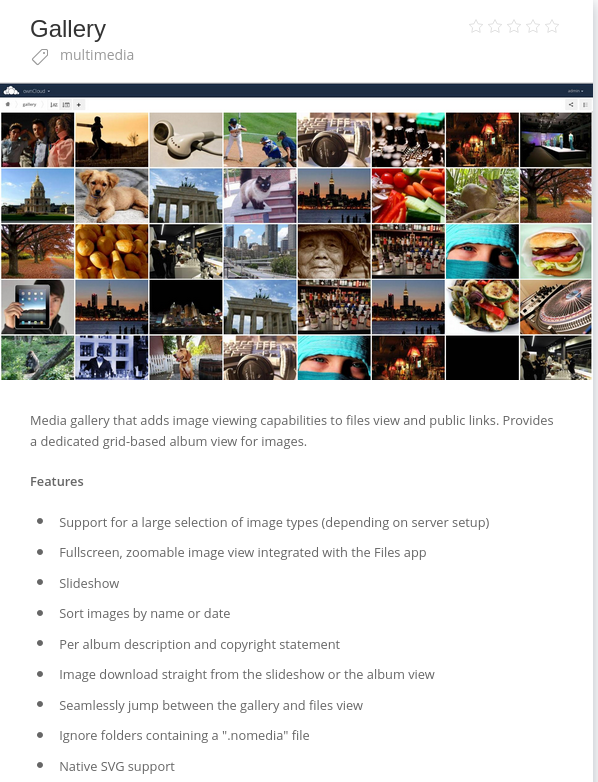 Gallery
multimedia
ownCloud
admin
gallery
Media gallery that adds image viewing capabilities to files view and public links. Provides
a dedicated grid-based album view for images.
Features
Support for a large selection of image types (depending on server setup)
Fullscreen, zoomable image view integrated with the Files app
Slideshow
Sort images by name or date
Per album description and copyright statement
Image download straight from the slideshow or the album view
Seamlessly jump between the gallery and files view
Ignore folders containing a ".nomedia" file
Native SVG support